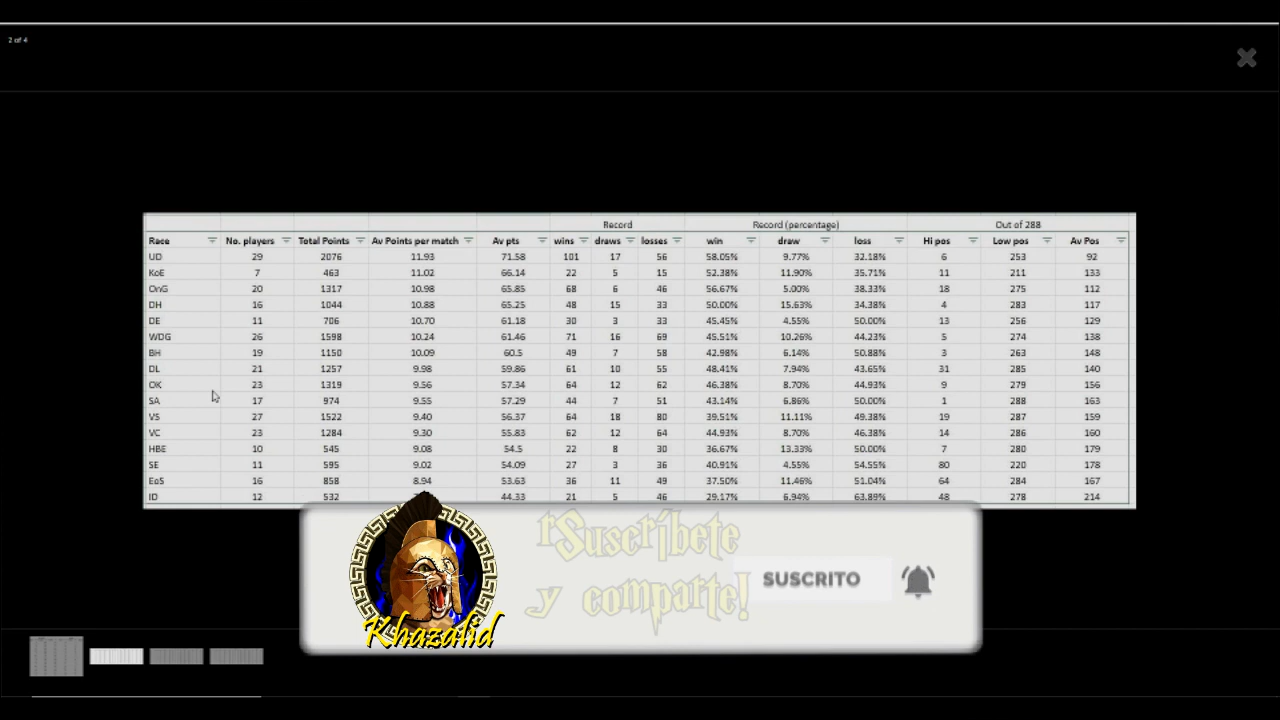 2 of 4
Record Record (percentage) Out of 288
Race No. players Total Points Av Points per match Av pts wins draws losses win draw loss Hi pos Low pos Av Pos
UD 29 2076 11.93 71.58 101 17 56 58.05% 9.77% 32.18% 6 253 92
KoE 7 463 11.02 66.14 22 5 15 52.38% 11.90% 35.71% 11 211 133
OnG 20 1317 10.98 65.85 68 6 46 56.67% 5.00% 38.33% 18 275 112
DH 16 1044 10.88 65.25 48 15 33 50.00% 15.63% 34.38% 4 283 117
DE 11 706 10.70 61.18 30 3 33 45.45% 4.55% 50.00% 13 256 129
WDG 26 1598 10.24 61.46 71 16 69 45.51% 10.26% 44.23% 5 274 138
BH 19 1150 10.09 60.5 49 7 58 42.98% 6.14% 50.88% 3 263 148
DL 21 1257 9.98 59.86 61 10 55 48.41% 7.94% 43.65% 31 285 140
OK 23 1319 9.56 57.34 64 12 62 46.38% 8.70% 44.93% 9 279 156
SA 17 974 9.55 57.29 44 7 51 43.14% 6.86% 50.00% 1 288 163
VS 27 1522 9.40 56.37 64 18 80 39.51% 11.11% 49.38% 19 287 159
VC 23 1284 9.30 55.83 62 12 64 44.93% 8.70% 46.38% 14 286 160
HBE 10 545 9.08 54.5 22 8 30 36.67% 13.33% 50.00% 7 280 179
SE 11 595 9.02 54.09 27 3 36 40.91% 4.55% 54.55% 80 220 178
EoS 16 858 8.94 53.63 36 11 49 37.50% 11.46% 51.04% 64 284 167
ID 12 532 44.33 21 5 46 29.17% 6.94% 63.89% 48 278 214
rSuscríbete
y comparte!
SUSCRITO
Khazalid